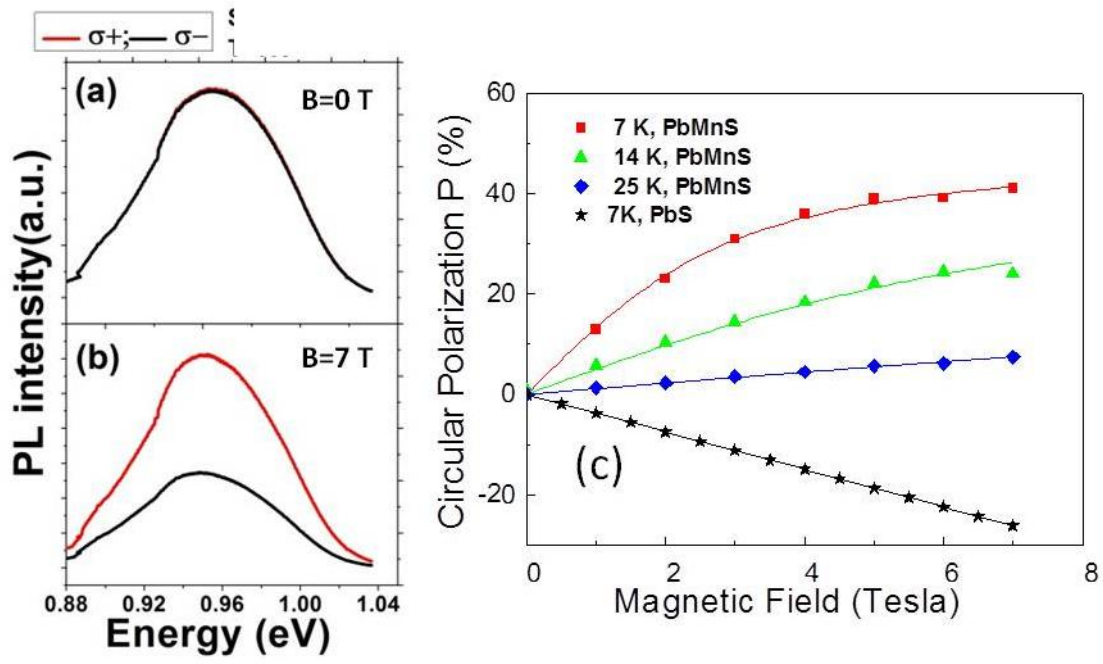 σ+; σ−
(a)
B=0 T
(b)
B=7 T
PL intensity(a.u.)
0.88 0.92 0.96 1.00 1.04
Energy (eV)
60
40
20
0
-20
Circular Polarization P (%)
7 K, PbMnS
14 K, PbMnS
25 K, PbMnS
7K, PbS
(c)
0 2 4 6 8
Magnetic Field (Tesla)